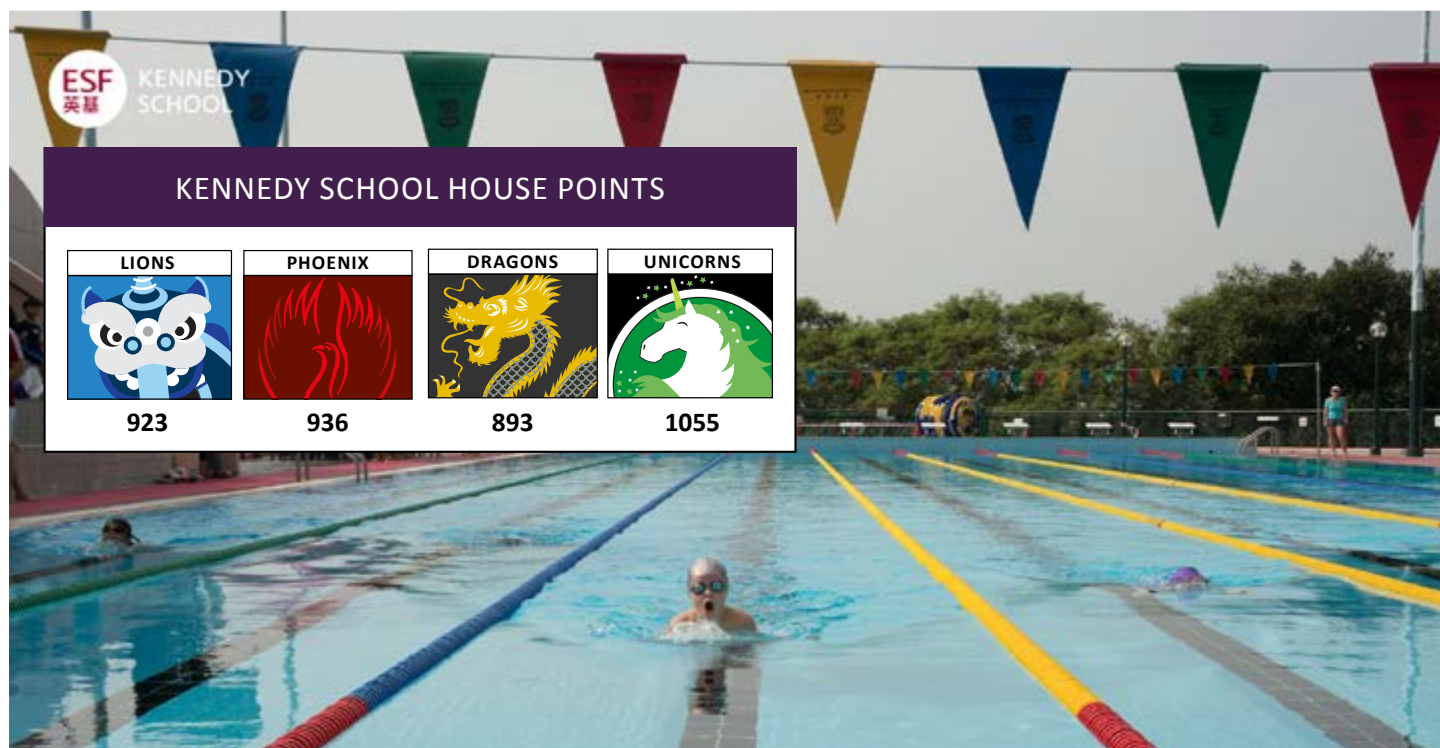 ESF
英基
KENNEDY
SCHOOL
KENNEDY SCHOOL HOUSE POINTS
LIONS
PHOENIX
DRAGONS
UNICORNS
923
936
893
1055